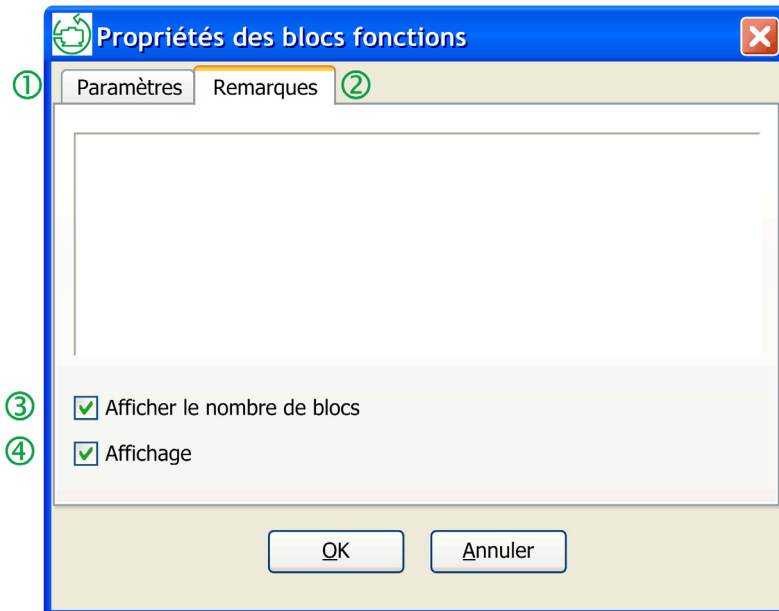 Propriétés des blocs fonctions
① Paramètres Remarques ②
③ Afficher le nombre de blocs
④ Affichage
OK Annuler